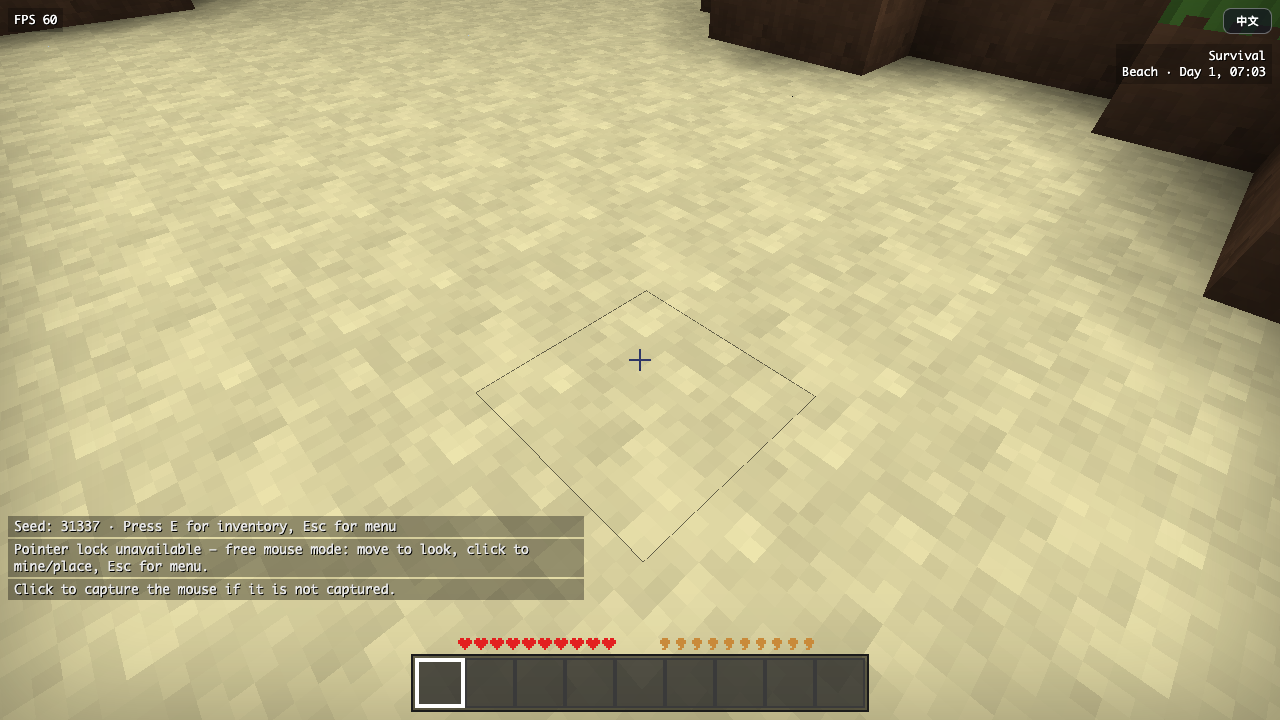 FPS 60
中文
Survival
Beach · Day 1, 07:03
Seed: 31337 · Press E for inventory, Esc for menu
Pointer lock unavailable — free mouse mode: move to look, click to
mine/place, Esc for menu.
Click to capture the mouse if it is not captured.